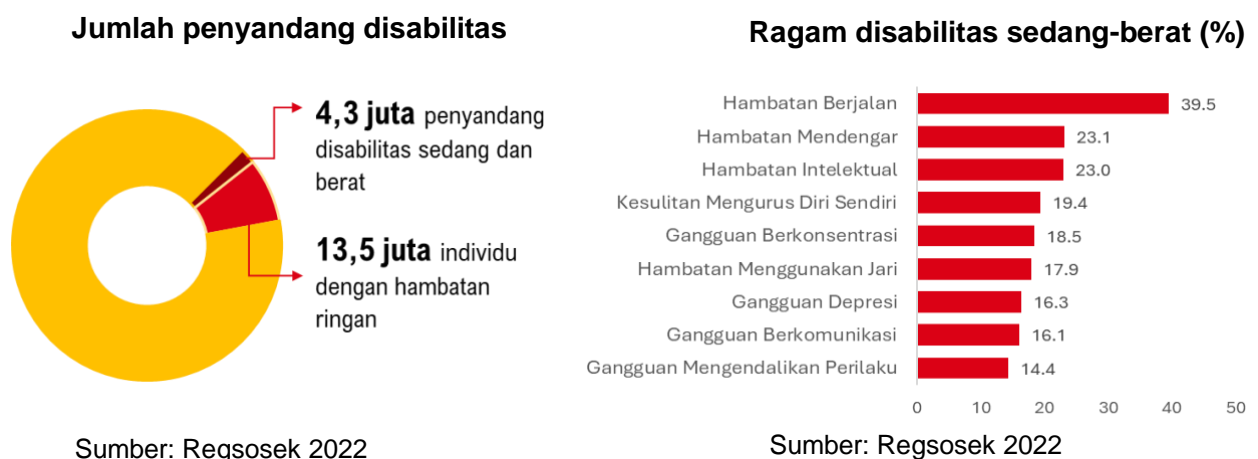 Jumlah penyandang disabilitas
4,3 juta penyandang
disabilitas sedang dan
berat
13,5 juta individu
dengan hambatan
ringan
Sumber: Regsosek 2022
Ragam disabilitas sedang-berat (%)
Hambatan Berjalan 39.5
Hambatan Mendengar 23.1
Hambatan Intelektual 23.0
Kesulitan Mengurus Diri Sendiri 19.4
Gangguan Berkonsentrasi 18.5
Hambatan Menggunakan Jari 17.9
Gangguan Depresi 16.3
Gangguan Berkomunikasi 16.1
Gangguan Mengendalikan Perilaku 14.4
0 10 20 30 40 50
Sumber: Regsosek 2022